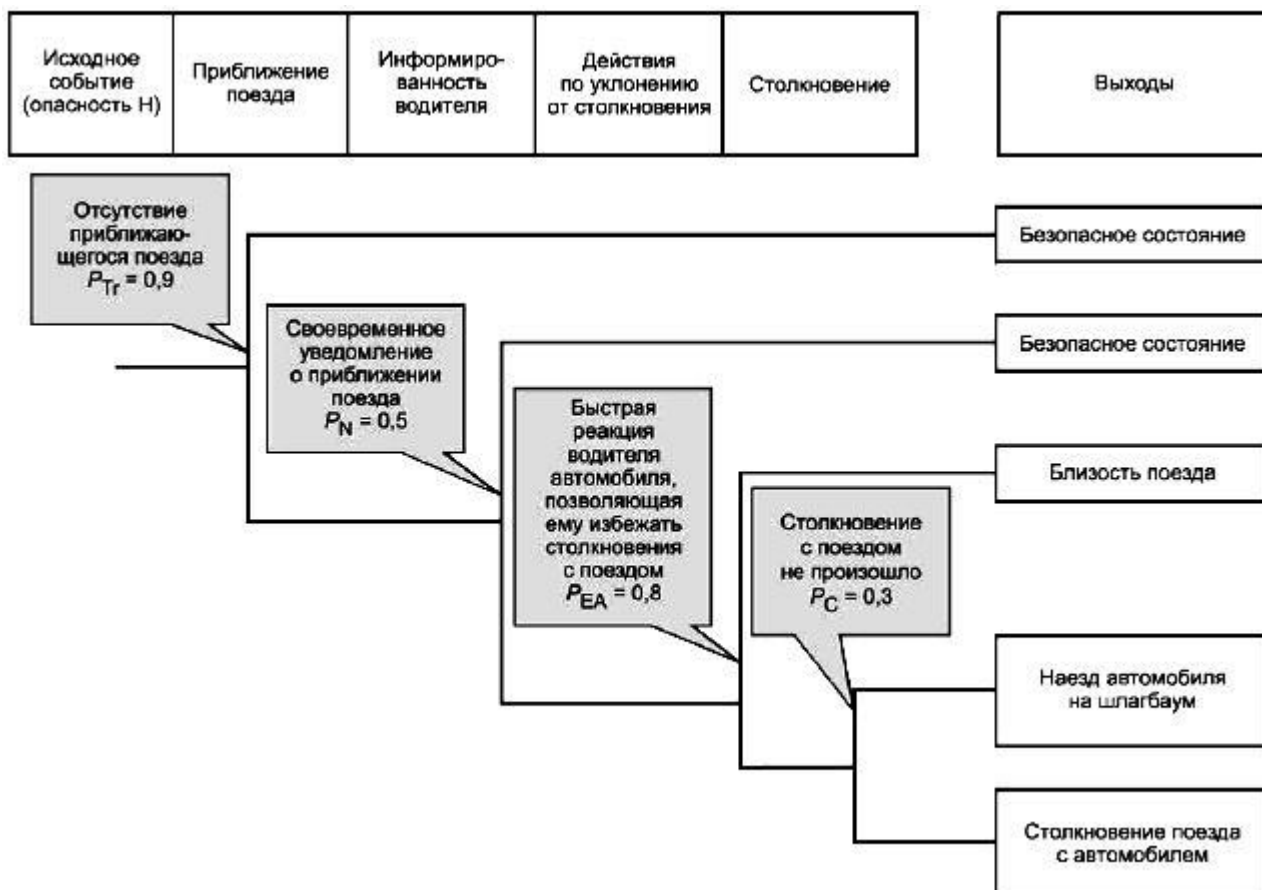 Исходное
событие
(опасность Н)
Приближение
поезда
Информиро-
ванность
водителя
Действия
по уклонению
от столкновения
Столкновение
Выходы
Отсутствие
приближаю-
щегося поезда
PTr = 0,9
Безопасное состояние
Своевременное
уведомление
о приближении
поезда
PN = 0,5
Безопасное состояние
Быстрая
реакция
водителя
автомобиля,
позволяющая
ему избежать
столкновения
с поездом
PEA = 0,8
Близость поезда
Столкновение
с поездом
не произошло
PC = 0,3
Наезд автомобиля
на шлагбаум
Столкновение поезда
с автомобилем